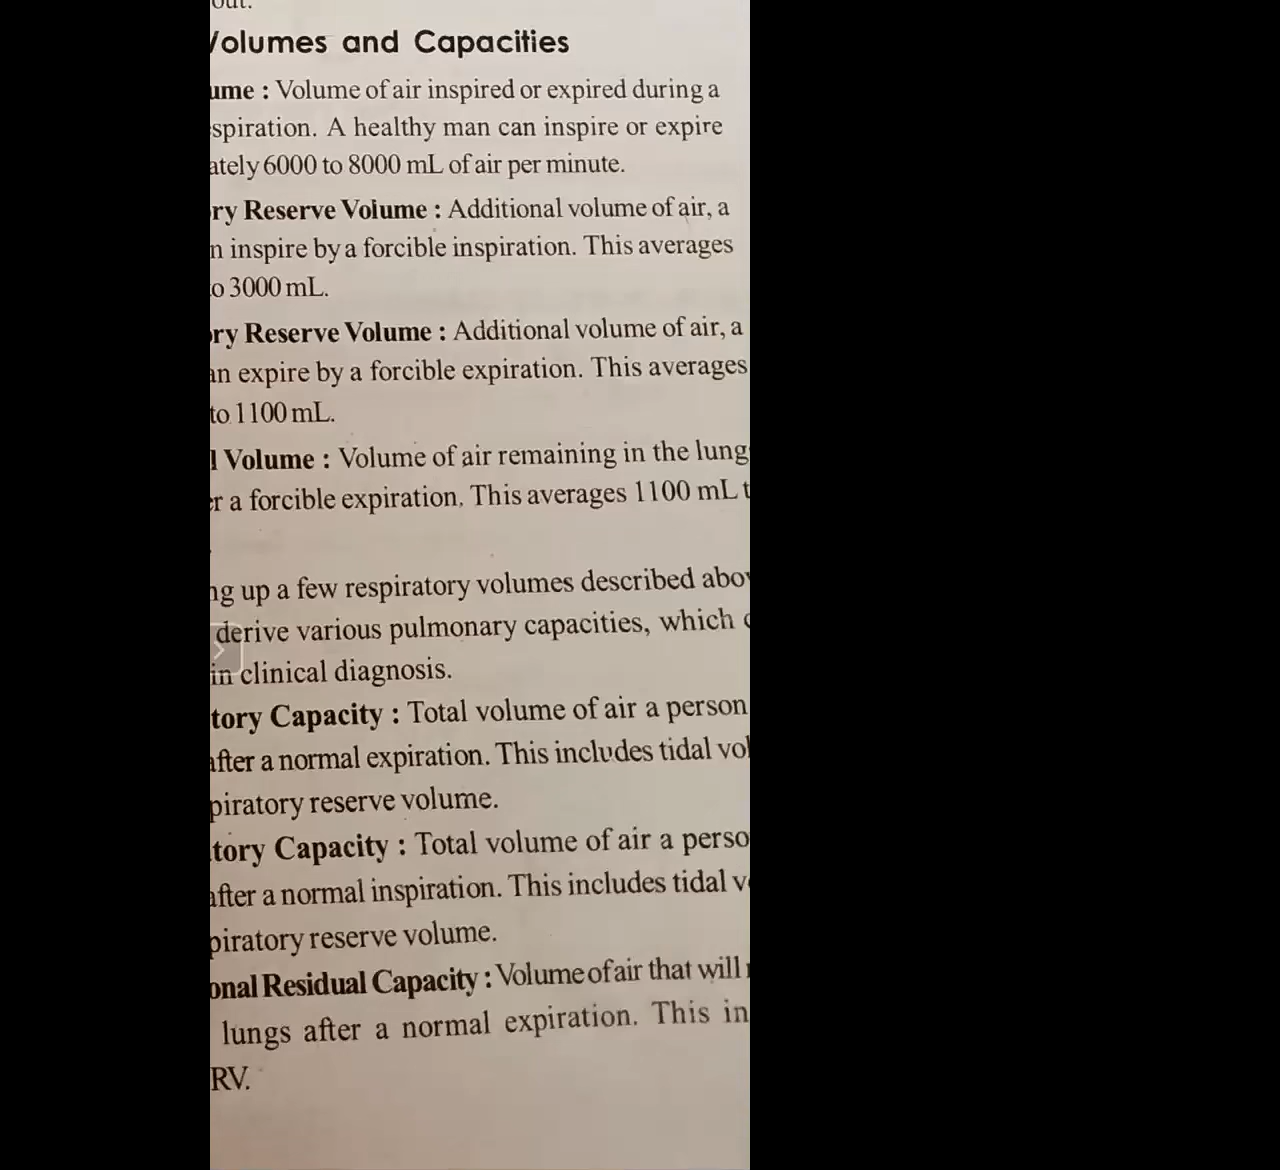 out.
Volumes and Capacities
ume : Volume of air inspired or expired during a
spiration. A healthy man can inspire or expire
ately 6000 to 8000 mL of air per minute.
ry Reserve Volume : Additional volume of air, a
n inspire by a forcible inspiration. This averages
o 3000 mL.
ry Reserve Volume : Additional volume of air, a
an expire by a forcible expiration. This averages
to 1100 mL.
l Volume : Volume of air remaining in the lung
er a forcible expiration. This averages 1100 mL t
ng up a few respiratory volumes described abov
derive various pulmonary capacities, which c
in clinical diagnosis.
tory Capacity : Total volume of air a person
after a normal expiration. This includes tidal vol
piratory reserve volume.
tory Capacity : Total volume of air a perso
after a normal inspiration. This includes tidal v
piratory reserve volume.
onal Residual Capacity : Volume of air that will r
lungs after a normal expiration. This in
RV.